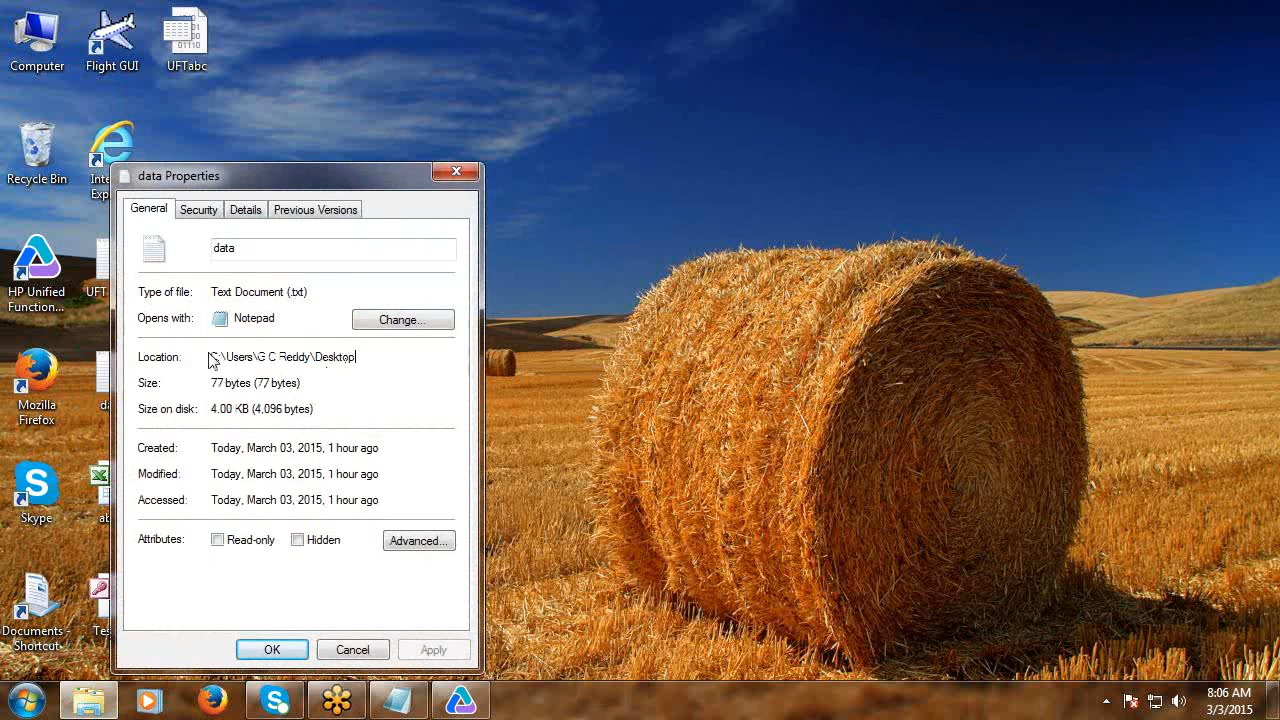 Computer
Flight GUI
UFTabc
Recycle Bin
HP Unified
Function...
Mozilla
Firefox
Skype
Documents -
Shortcut
data Properties
General Security Details Previous Versions
data
Type of file: Text Document (.txt)
Opens with: Notepad Change...
Location: :\Users\G C Reddy\Desktop
Size: 77 bytes (77 bytes)
Size on disk: 4.00 KB (4,096 bytes)
Created: Today, March 03, 2015, 1 hour ago
Modified: Today, March 03, 2015, 1 hour ago
Accessed: Today, March 03, 2015, 1 hour ago
Attributes: Read-only Hidden Advanced...
OK Cancel Apply
8:06 AM
3/3/2015